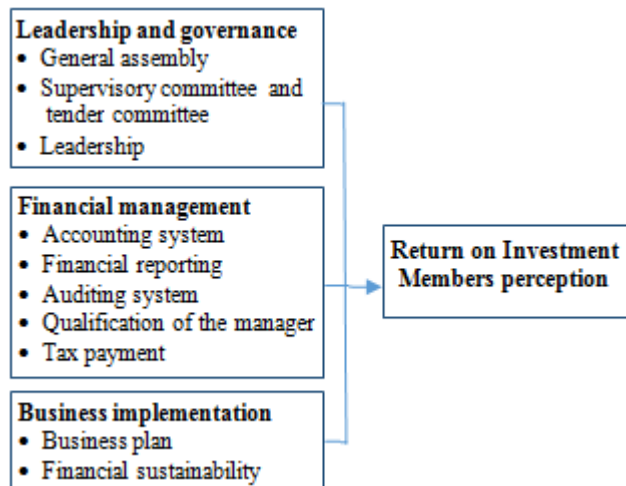 Leadership and governance
• General assembly
• Supervisory committee and
tender committee
• Leadership
Financial management
• Accounting system
• Financial reporting
• Auditing system
• Qualification of the manager
• Tax payment
Business implementation
• Business plan
• Financial sustainability
Return on Investment
Members perception